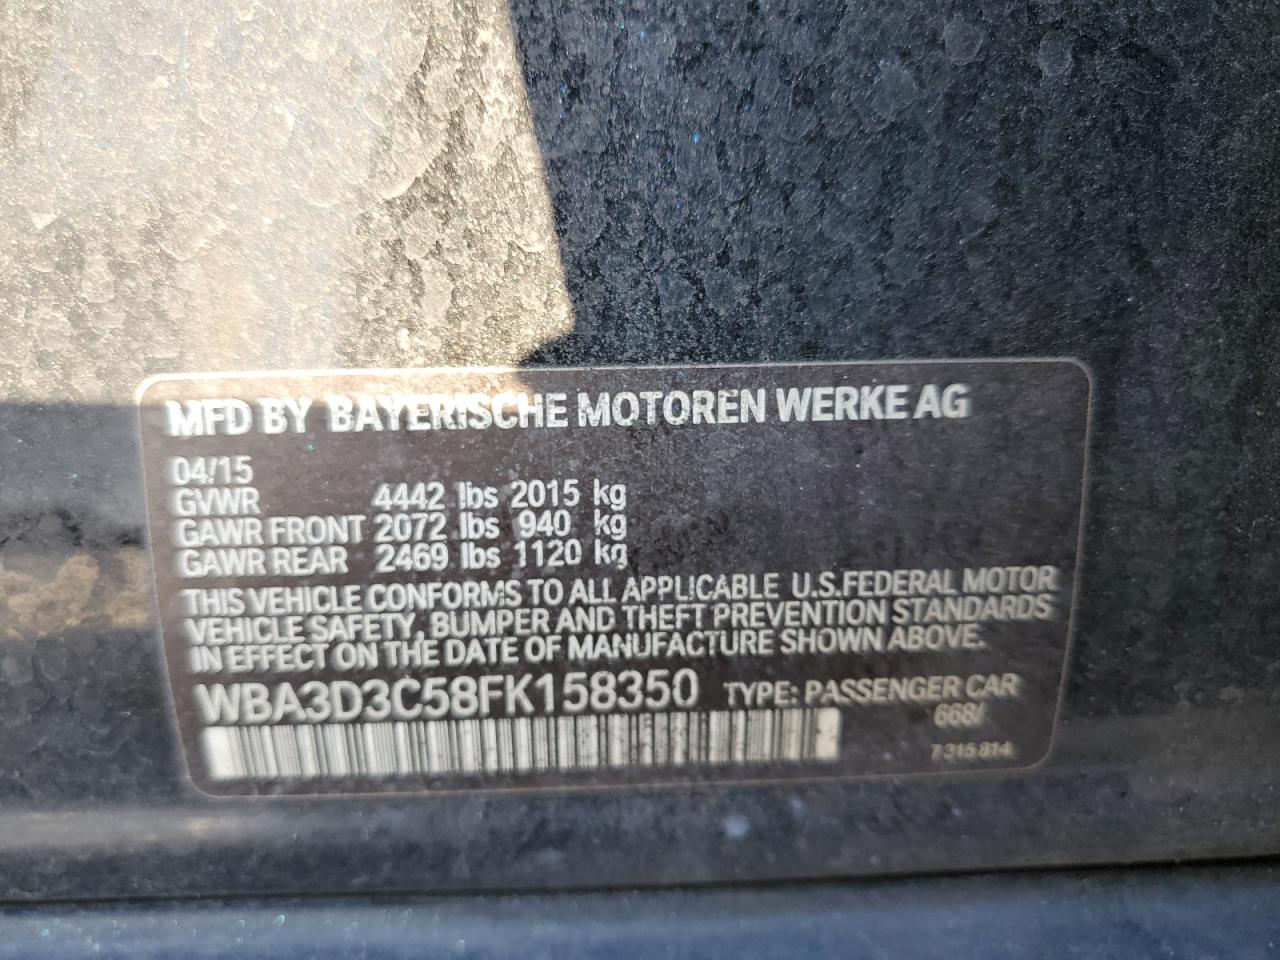 MFD BY BAYERISCHE MOTOREN WERKE AG
04/15
GVWR 4442 lbs 2015 kg
GAWR FRONT 2072 lbs 940 kg
GAWR REAR 2469 lbs 1120 kg
THIS VEHICLE CONFORMS TO ALL APPLICABLE U.S.FEDERAL MOTOR
VEHICLE SAFETY, BUMPER AND THEFT PREVENTION STANDARDS
IN EFFECT ON THE DATE OF MANUFACTURE SHOWN ABOVE.
WBA3D3C58FK158350 TYPE: PASSENGER CAR
668/
7 315 814